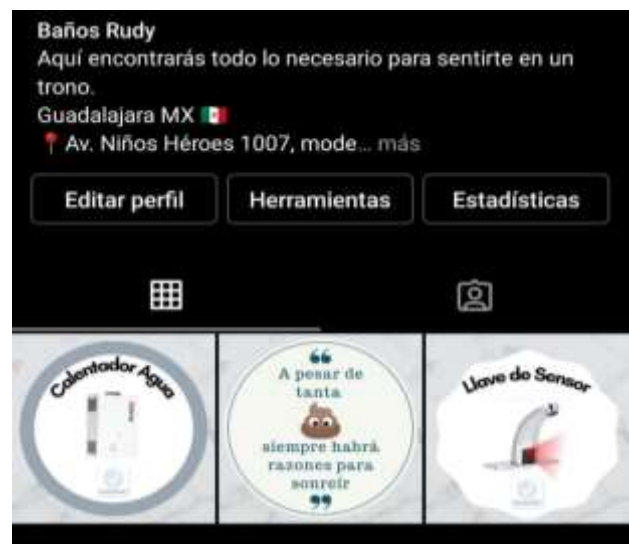 Baños Rudy
Aquí encontrarás todo lo necesario para sentirte en un
trono.
Guadalajara MX 🇲🇽
📍 Av. Niños Héroes 1007, mode... más
Editar perfil
Herramientas
Estadísticas
Calentador Agua
“
A pesar de
tanta
💩
siempre habrá
razones para
sonreír
”
Llave de Sensor